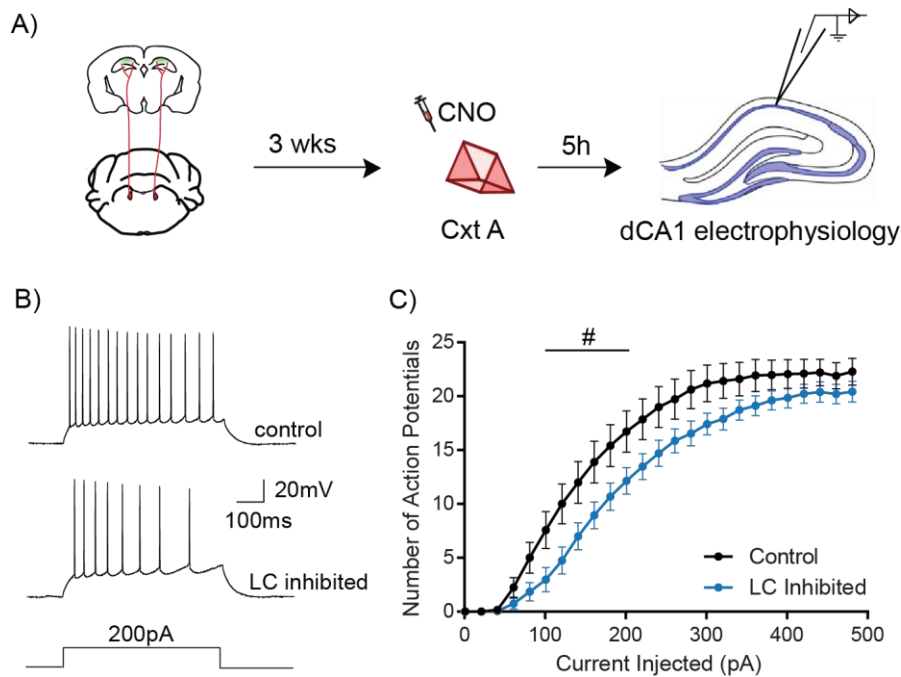 A)
3 wks
CNO
Cxt A
5h
dCA1 electrophysiology
B)
control
20mV
100ms
LC inhibited
200pA
C)
#
Number of Action Potentials
25
20
15
10
5
0
Control
LC Inhibited
0 100 200 300 400 500
Current Injected (pA)